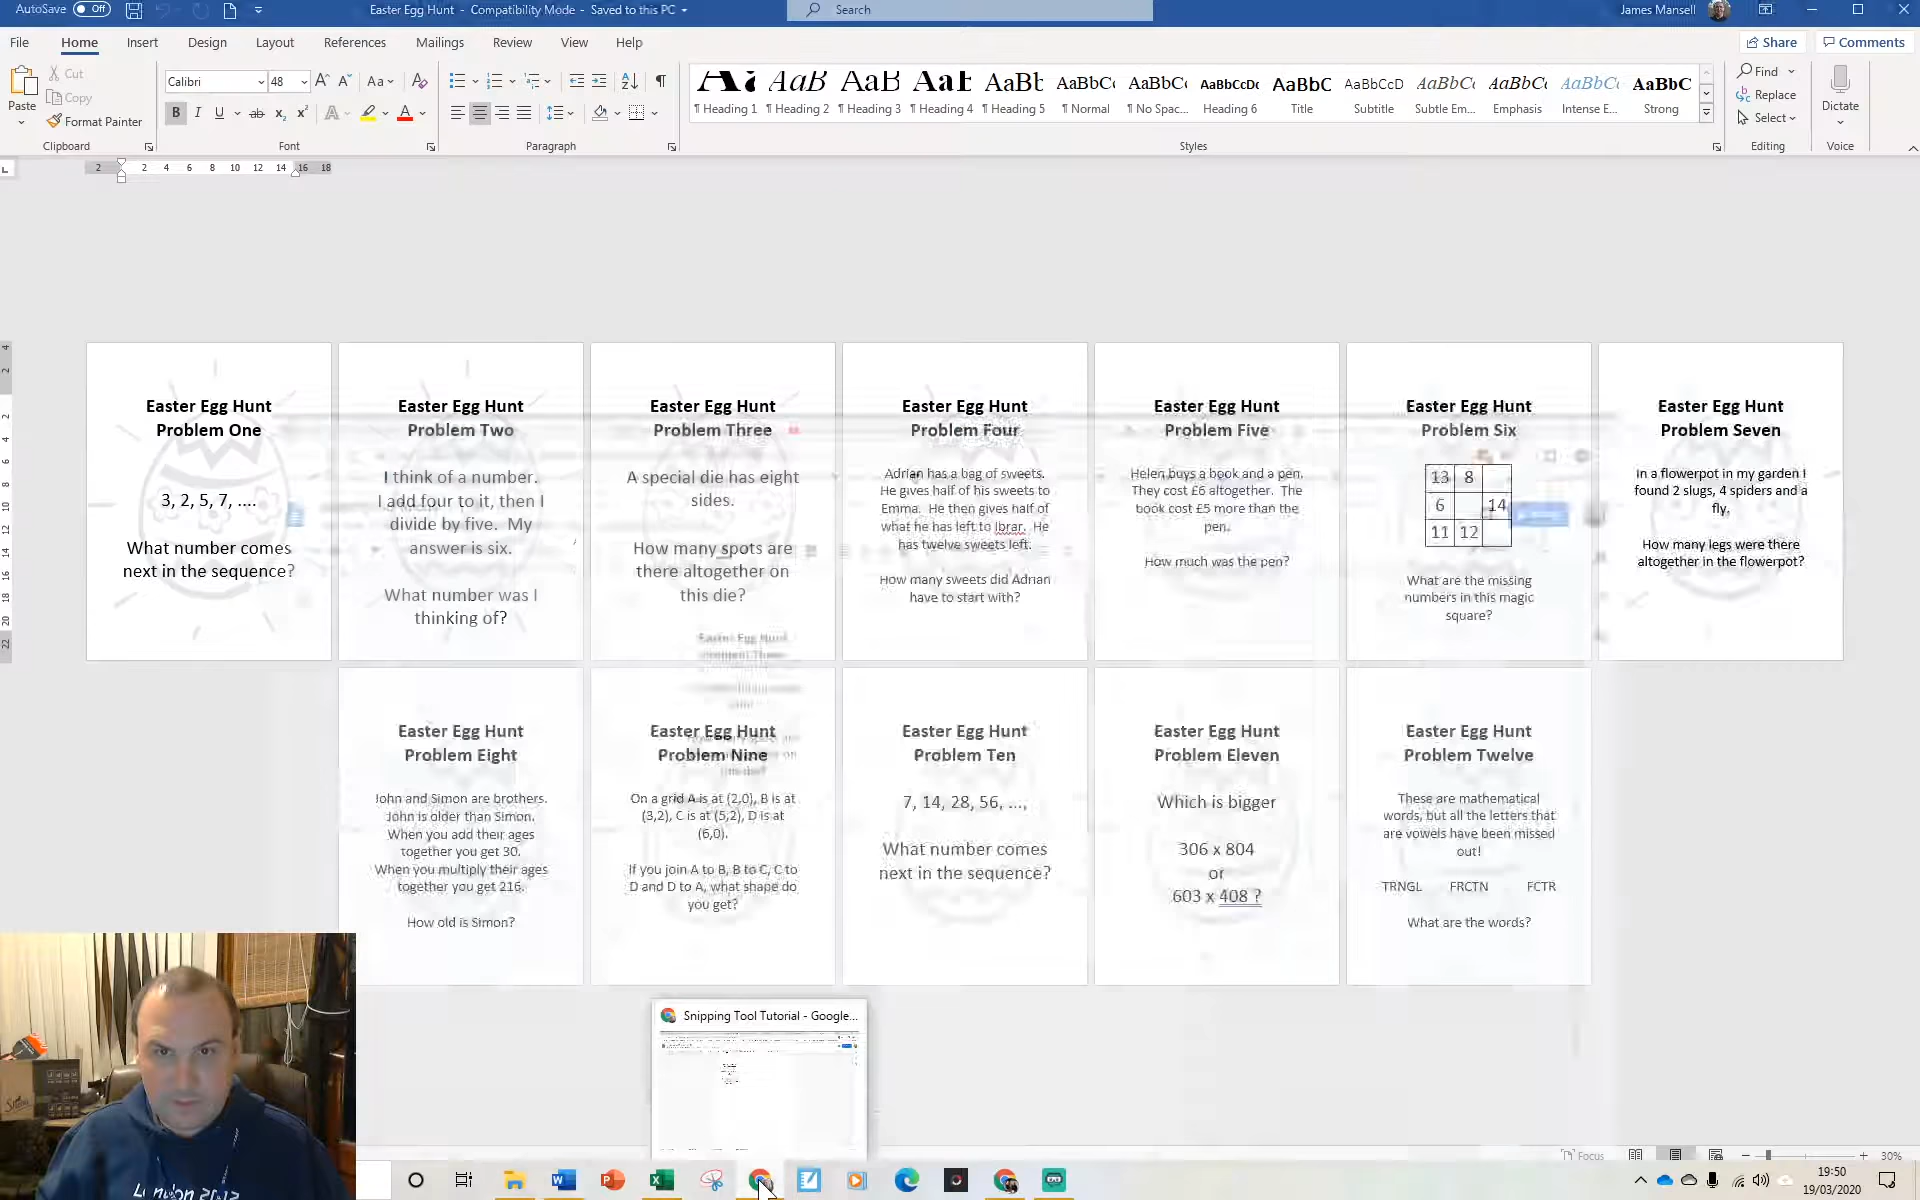 AutoSave Off Easter Egg Hunt - Compatibility Mode - Saved to this PC Search James Mansell
File Home Insert Design Layout References Mailings Review View Help Share Comments
Paste Cut Copy Format Painter
Clipboard
Calibri 48 Aa
B I U ab x₂ x² A A
Font
Paragraph
¶ Heading 1 ¶ Heading 2 ¶ Heading 3 ¶ Heading 4 ¶ Heading 5 ¶ Normal ¶ No Spac... Heading 6 Title Subtitle Subtle Em... Emphasis Intense E... Strong
Styles
Find Replace Select
Editing
Dictate
Voice
2 2 4 6 8 10 12 14 16 18
Easter Egg Hunt
Problem One
3, 2, 5, 7, ....
What number comes
next in the sequence?
Easter Egg Hunt
Problem Two
I think of a number.
I add four to it, then I
divide by five. My
answer is six.
What number was I
thinking of?
Easter Egg Hunt
Problem Three
A special die has eight
sides.
How many spots are
there altogether on
this die?
Easter Egg Hunt
Problem Four
Adrian has a bag of sweets.
He gives half of his sweets to
Emma. He then gives half of
what he has left to Ibrar. He
has twelve sweets left.
How many sweets did Adrian
have to start with?
Easter Egg Hunt
Problem Five
Helen buys a book and a pen.
They cost £6 altogether. The
book cost £5 more than the
pen.
How much was the pen?
Easter Egg Hunt
Problem Six
13 8
6 14
11 12
What are the missing
numbers in this magic
square?
Easter Egg Hunt
Problem Seven
In a flowerpot in my garden I
found 2 slugs, 4 spiders and a
fly.
How many legs were there
altogether in the flowerpot?
Easter Egg Hunt
Problem Eight
John and Simon are brothers.
John is older than Simon.
When you add their ages
together you get 30.
When you multiply their ages
together you get 216.
How old is Simon?
Easter Egg Hunt
Problem Nine
On a grid A is at (2,0), B is at
(3,2), C is at (5,2), D is at
(6,0).
If you join A to B, B to C, C to
D and D to A, what shape do
you get?
Easter Egg Hunt
Problem Ten
7, 14, 28, 56, ...,
What number comes
next in the sequence?
Easter Egg Hunt
Problem Eleven
Which is bigger
306 x 804
or
603 x 408 ?
Easter Egg Hunt
Problem Twelve
These are mathematical
words, but all the letters that
are vowels have been missed
out!
TRNGL FRCTN FCTR
What are the words?
Snipping Tool Tutorial - Google...
Focus 30%
19:50
19/03/2020